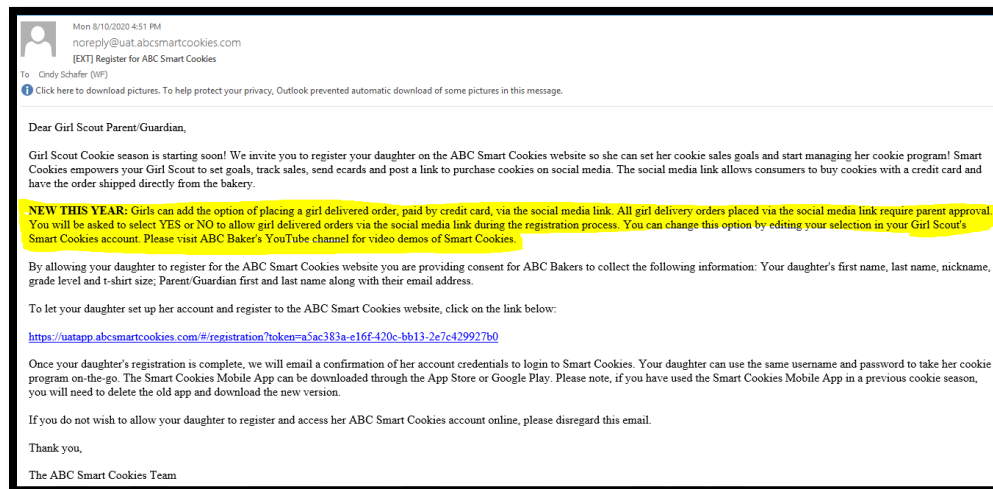 Mon 8/10/2020 4:51 PM
noreply@uat.abcsmartcookies.com
[EXT] Register for ABC Smart Cookies
To Cindy Schafer (WF)
Click here to download pictures. To help protect your privacy, Outlook prevented automatic download of some pictures in this message.
Dear Girl Scout Parent/Guardian,
Girl Scout Cookie season is starting soon! We invite you to register your daughter on the ABC Smart Cookies website so she can set her cookie sales goals and start managing her cookie program! Smart
Cookies empowers your Girl Scout to set goals, track sales, send ecards and post a link to purchase cookies on social media. The social media link allows consumers to buy cookies with a credit card and
have the order shipped directly from the bakery.
NEW THIS YEAR: Girls can add the option of placing a girl delivered order, paid by credit card, via the social media link. All girl delivery orders placed via the social media link require parent approval.
You will be asked to select YES or NO to allow girl delivered orders via the social media link during the registration process. You can change this option by editing your selection in your Girl Scout's
Smart Cookies account. Please visit ABC Baker's YouTube channel for video demos of Smart Cookies.
By allowing your daughter to register for the ABC Smart Cookies website you are providing consent for ABC Bakers to collect the following information: Your daughter's first name, last name, nickname,
grade level and t-shirt size; Parent/Guardian first and last name along with their email address.
To let your daughter set up her account and register to the ABC Smart Cookies website, click on the link below:
https://uatapp.abcsmartcookies.com/#/registration?token=a5ac383a-e16f-420c-bb13-2e7c429927b0
Once your daughter's registration is complete, we will email a confirmation of her account credentials to login to Smart Cookies. Your daughter can use the same username and password to take her cookie
program on-the-go. The Smart Cookies Mobile App can be downloaded through the App Store or Google Play. Please note, if you have used the Smart Cookies Mobile App in a previous cookie season,
you will need to delete the old app and download the new version.
If you do not wish to allow your daughter to register and access her ABC Smart Cookies account online, please disregard this email.
Thank you,
The ABC Smart Cookies Team